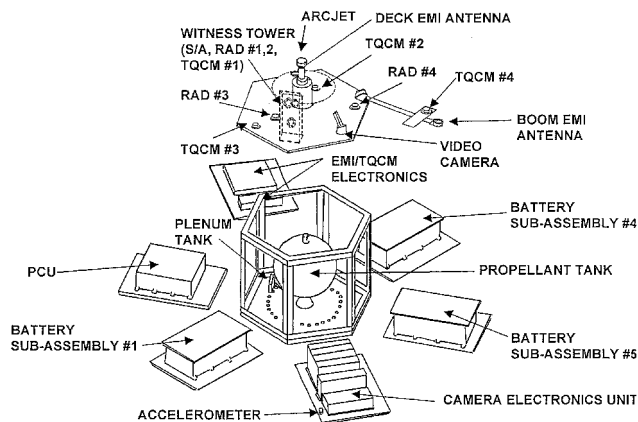 ARCJET
DECK EMI ANTENNA
WITNESS TOWER
(S/A, RAD #1,2,
TQCM #1)
TQCM #2
RAD #4
TQCM #4
RAD #3
BOOM EMI
ANTENNA
TQCM #3
VIDEO
CAMERA
EMI/TQCM
ELECTRONICS
BATTERY
SUB-ASSEMBLY #4
PLENUM
TANK
PCU
PROPELLANT TANK
BATTERY
SUB-ASSEMBLY #1
BATTERY
SUB-ASSEMBLY #5
CAMERA ELECTRONICS UNIT
ACCELEROMETER